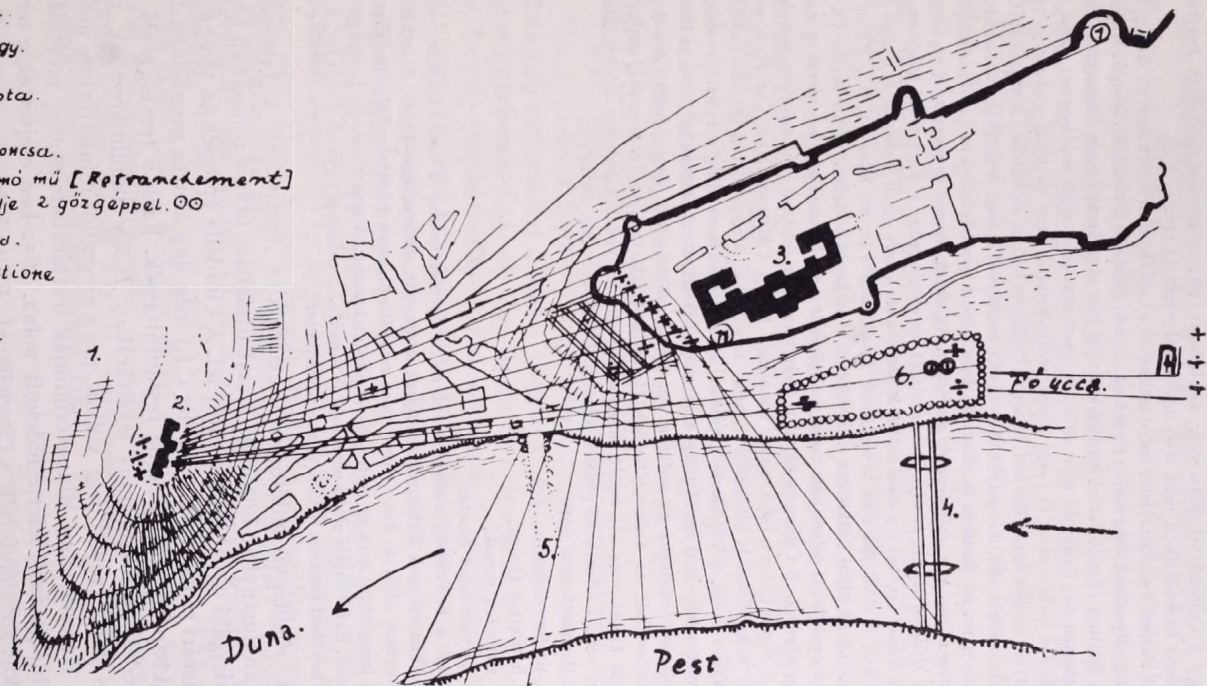 gy.
ota.
oncsa.
mó mű [Retranchement]
je 2 gőzgéppel. ⊙⊙
d.
tione
1.
2.
3.
4.
5.
6.
Fő ucca.
H
Duna.
Pest